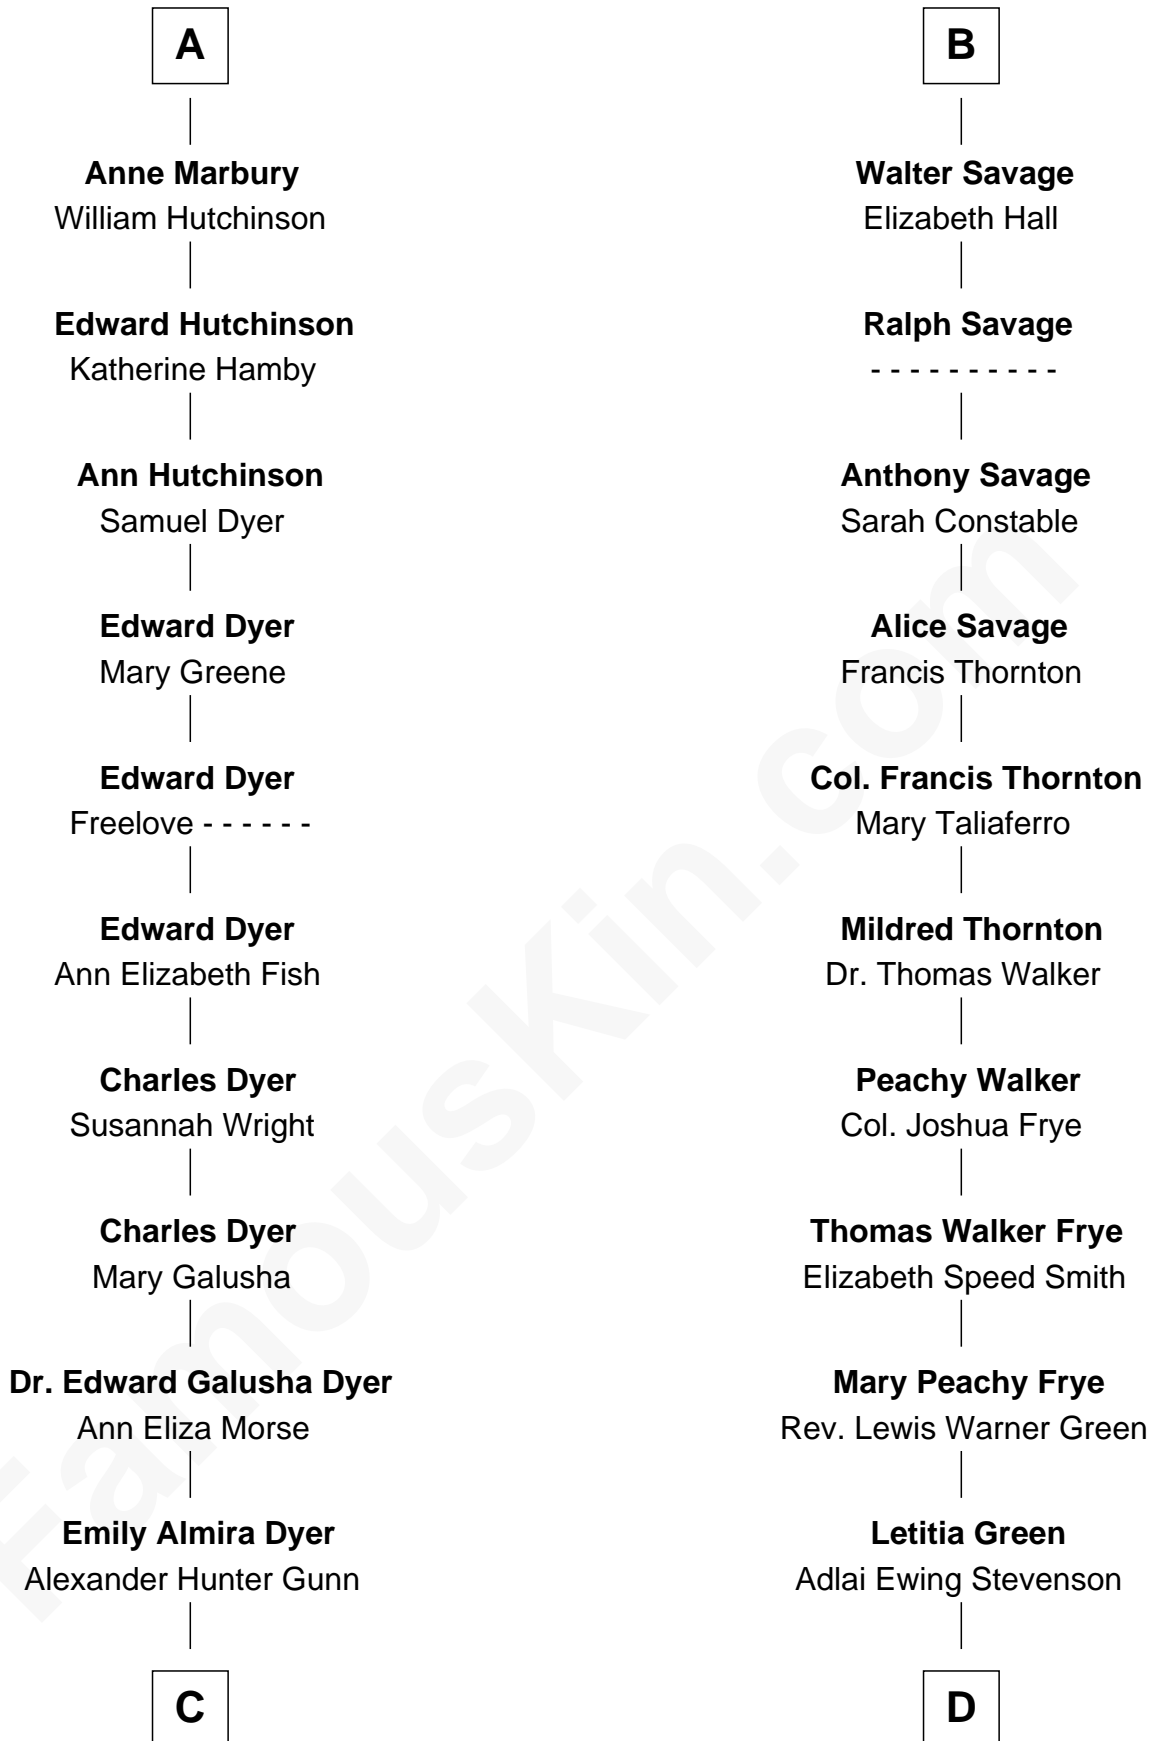 A
Anne Marbury
William Hutchinson
Edward Hutchinson
Katherine Hamby
Ann Hutchinson
Samuel Dyer
Edward Dyer
Mary Greene
Edward Dyer
Freelove - - - - - -
Edward Dyer
Ann Elizabeth Fish
Charles Dyer
Susannah Wright
Charles Dyer
Mary Galusha
Dr. Edward Galusha Dyer
Ann Eliza Morse
Emily Almira Dyer
Alexander Hunter Gunn
C
B
Walter Savage
Elizabeth Hall
Ralph Savage
- - - - - - - - - -
Anthony Savage
Sarah Constable
Alice Savage
Francis Thornton
Col. Francis Thornton
Mary Taliaferro
Mildred Thornton
Dr. Thomas Walker
Peachy Walker
Col. Joshua Frye
Thomas Walker Frye
Elizabeth Speed Smith
Mary Peachy Frye
Rev. Lewis Warner Green
Letitia Green
Adlai Ewing Stevenson
D
FamousKin.com